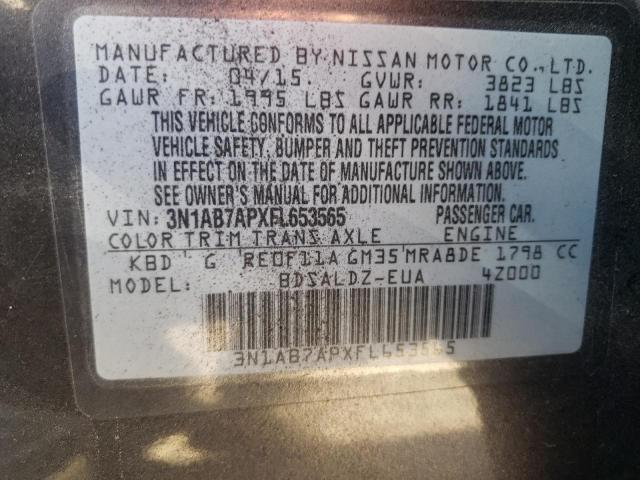 MANUFACTURED BY NISSAN MOTOR CO.,LTD.
DATE: 04/15 GVWR: 3823 LBS
GAWR FR: 1995 LBS GAWR RR: 1841 LBS
THIS VEHICLE CONFORMS TO ALL APPLICABLE FEDERAL MOTOR
VEHICLE SAFETY, BUMPER AND THEFT PREVENTION STANDARDS
IN EFFECT ON THE DATE OF MANUFACTURE SHOWN ABOVE.
SEE OWNER'S MANUAL FOR ADDITIONAL INFORMATION.
VIN: 3N1AB7APXFL653565 PASSENGER CAR.
COLOR TRIM TRANS AXLE ENGINE
KBD G RE0F11A GM35 MRA8DE 1798 CC
MODEL: BDSALDZ-EUA 4Z000
3N1AB7APXFL653565